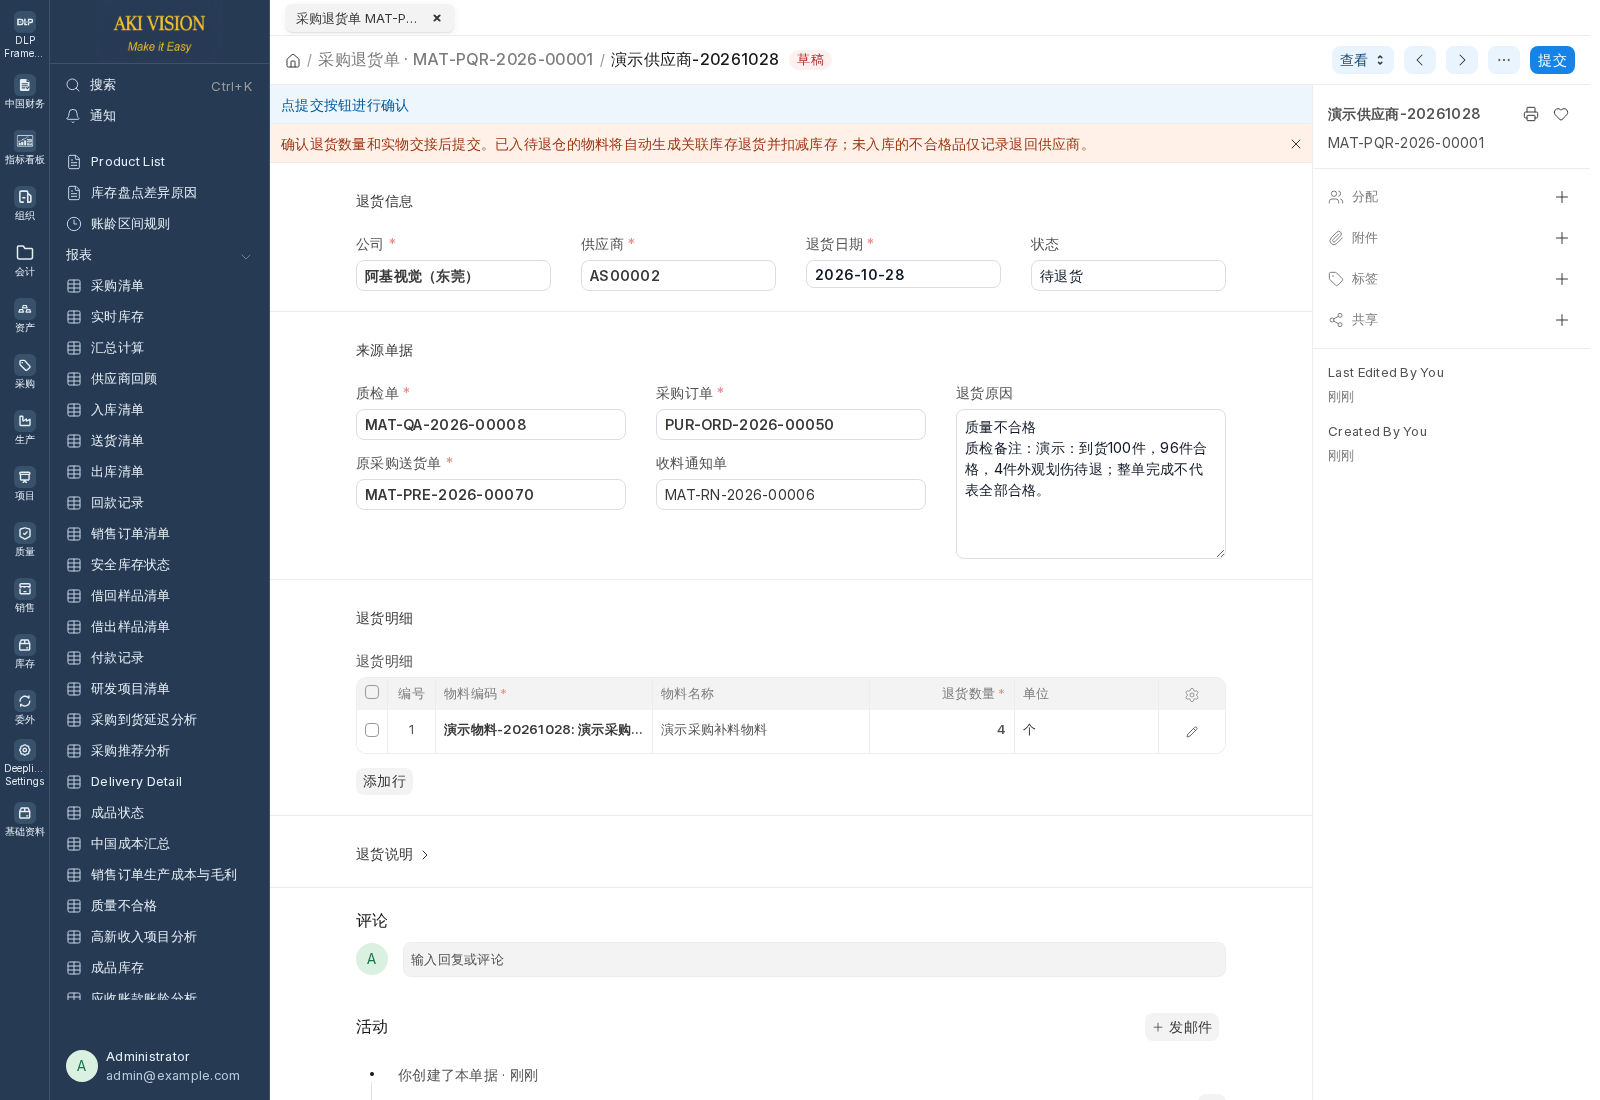 DLP
DLP
Frame...
中国财务
指标看板
组织
会计
资产
采购
生产
项目
质量
销售
库存
委外
Deepli...
Settings
基础资料
AKI VISION
Make it Easy
搜索 Ctrl+K
通知
Product List
库存盘点差异原因
账龄区间规则
报表
采购清单
实时库存
汇总计算
供应商回顾
入库清单
送货清单
出库清单
回款记录
销售订单清单
安全库存状态
借回样品清单
借出样品清单
付款记录
研发项目清单
采购到货延迟分析
采购推荐分析
Delivery Detail
成品状态
中国成本汇总
销售订单生产成本与毛利
质量不合格
高新收入项目分析
成品库存
应收账款账龄分析
A
Administrator
admin@example.com
采购退货单 MAT-P...
/ 采购退货单 · MAT-PQR-2026-00001 / 演示供应商-20261028 草稿
查看
提交
点提交按钮进行确认
确认退货数量和实物交接后提交。已入待退仓的物料将自动生成关联库存退货并扣减库存；未入库的不合格品仅记录退回供应商。
退货信息
公司 * 供应商 * 退货日期 * 状态
阿基视觉（东莞） AS00002 2026-10-28 待退货
来源单据
质检单 * 采购订单 * 退货原因
MAT-QA-2026-00008 PUR-ORD-2026-00050
原采购送货单 * 收料通知单
MAT-PRE-2026-00070 MAT-RN-2026-00006
质量不合格
质检备注：演示：到货100件，96件合
格，4件外观划伤待退；整单完成不代
表全部合格。
退货明细
退货明细
编号 物料编码 * 物料名称 退货数量 * 单位
1 演示物料-20261028: 演示采购... 演示采购补料物料 4 个
添加行
退货说明
评论
A 输入回复或评论
活动 + 发邮件
你创建了本单据 · 刚刚
演示供应商-20261028
MAT-PQR-2026-00001
分配
附件
标签
共享
Last Edited By You
刚刚
Created By You
刚刚